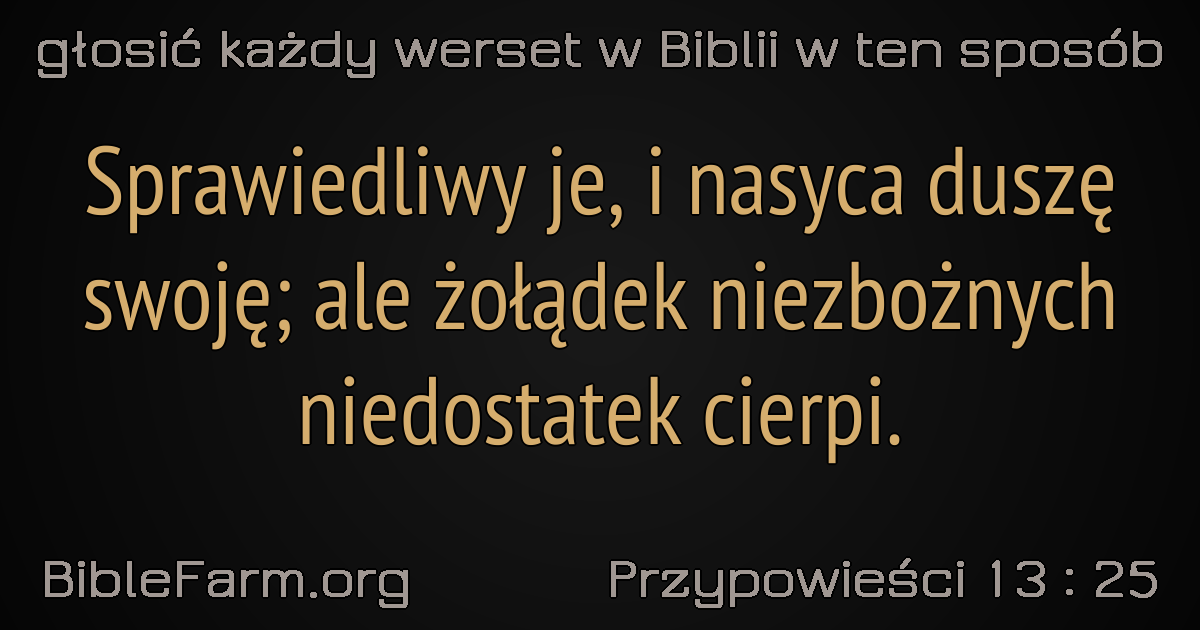 głosić każdy werset w Biblii w ten sposób
Sprawiedliwy je, i nasyca duszę
swoję; ale żołądek niezbożnych
niedostatek cierpi.
BibleFarm.org
Przypowieści 13 : 25